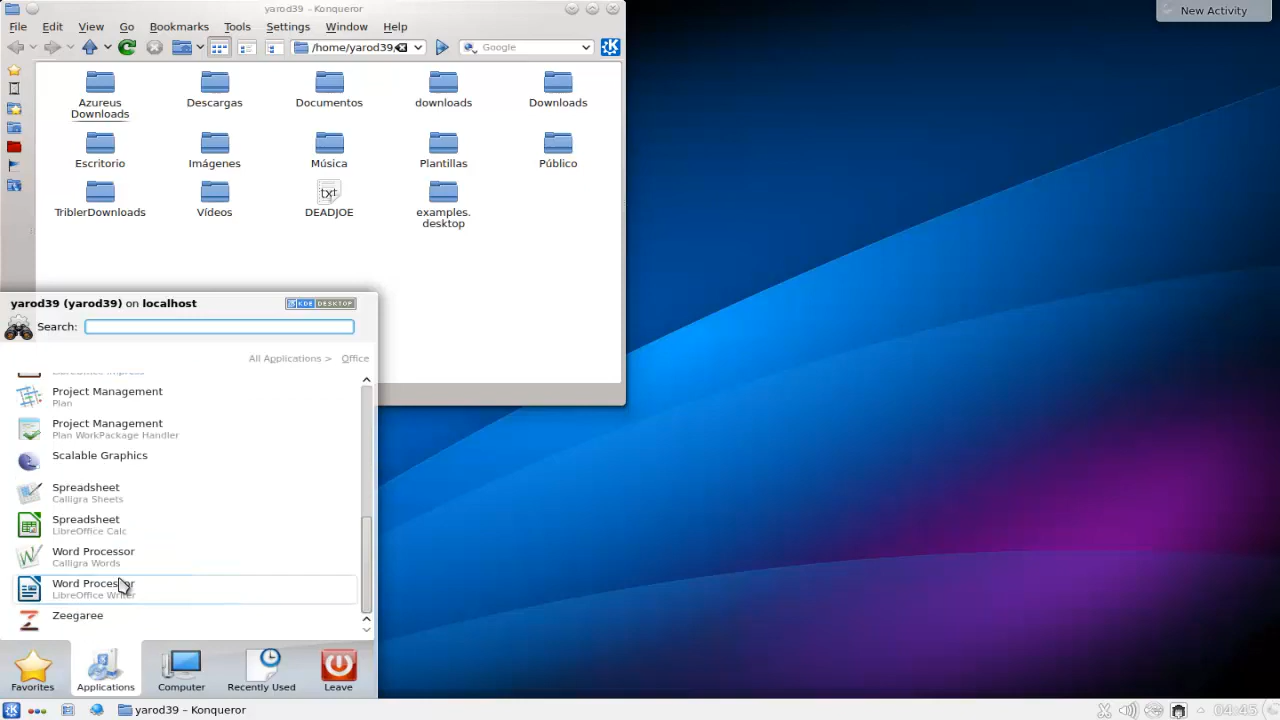 yarod39 – Konqueror
New Activity
File Edit View Go Bookmarks Tools Settings Window Help
/home/yarod39/
Google
Azureus
Downloads
Descargas
Documentos
downloads
Downloads
Escritorio
Imágenes
Música
Plantillas
Público
TriblerDownloads
Vídeos
txt
DEADJOE
examples.
desktop
yarod39 (yarod39) on localhost
KDE DESKTOP
Search:
All Applications > Office
LibreOffice Impress
Project Management
Plan
Project Management
Plan WorkPackage Handler
Scalable Graphics
Spreadsheet
Calligra Sheets
Spreadsheet
LibreOffice Calc
Word Processor
Calligra Words
Word Processor
LibreOffice Writer
Zeegaree
Favorites
Applications
Computer
Recently Used
Leave
yarod39 – Konqueror
04:45